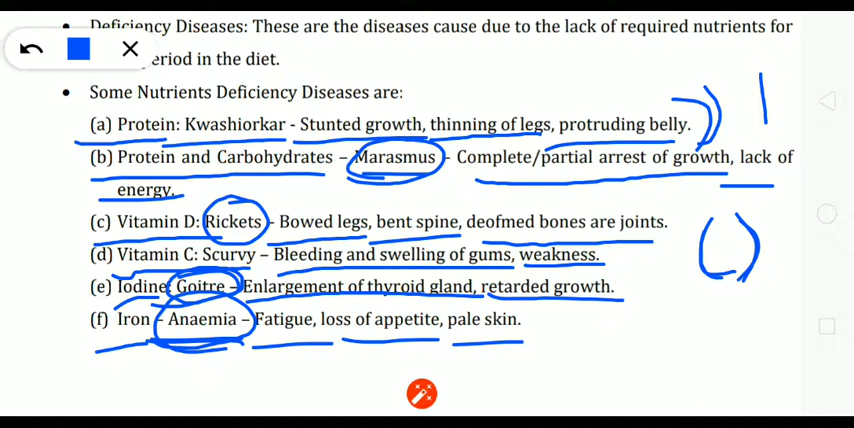 • Deficiency Diseases: These are the diseases cause due to the lack of required nutrients for
eriod in the diet.
• Some Nutrients Deficiency Diseases are:
(a) Protein: Kwashiorkar - Stunted growth, thinning of legs, protruding belly.
(b) Protein and Carbohydrates – Marasmus - Complete/partial arrest of growth, lack of
energy.
(c) Vitamin D: Rickets - Bowed legs, bent spine, deofmed bones are joints.
(d) Vitamin C: Scurvy – Bleeding and swelling of gums, weakness.
(e) Iodine: Goitre – Enlargement of thyroid gland, retarded growth.
(f) Iron – Anaemia – Fatigue, loss of appetite, pale skin.